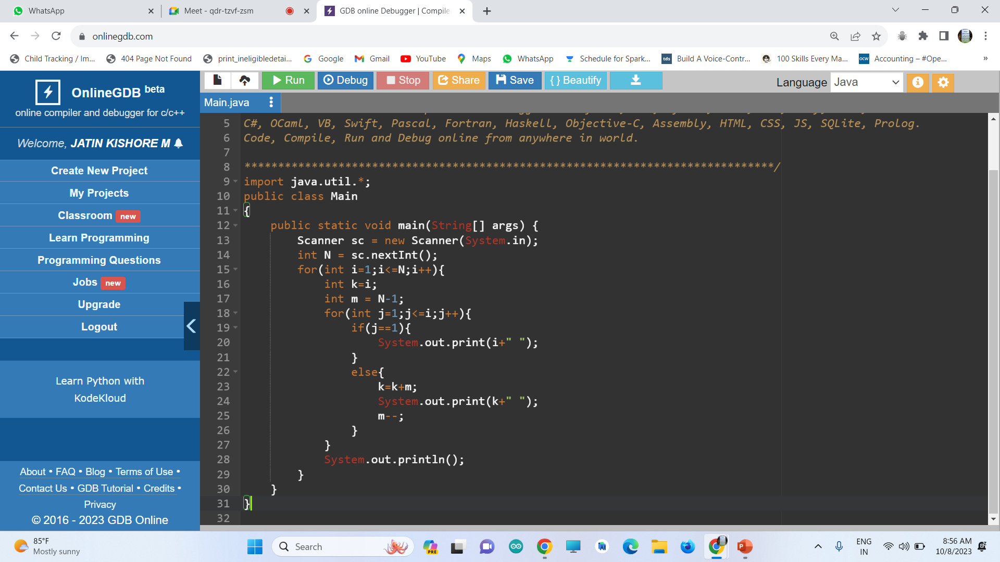 WhatsApp
Meet - qdr-tzvf-zsm
GDB online Debugger | Compile
onlinegdb.com
Child Tracking / Im...
404 Page Not Found
print_ineligibledetai...
Google
Gmail
YouTube
Maps
WhatsApp
Schedule for Spark...
tds Build A Voice-Contr...
100 Skills Every Ma...
OCW Accounting – #Ope...
»
OnlineGDB beta
online compiler and debugger for c/c++
Welcome, JATIN KISHORE M
Create New Project
My Projects
Classroom new
Learn Programming
Programming Questions
Jobs new
Upgrade
Logout
Learn Python with
KodeKloud
About • FAQ • Blog • Terms of Use •
Contact Us • GDB Tutorial • Credits •
Privacy
© 2016 - 2023 GDB Online
Run
Debug
Stop
Share
Save
{ } Beautify
Language Java
Main.java
5 C#, OCaml, VB, Swift, Pascal, Fortran, Haskell, Objective-C, Assembly, HTML, CSS, JS, SQLite, Prolog.
6 Code, Compile, Run and Debug online from anywhere in world.
7
8 *******************************************************************************/
9 import java.util.*;
10 public class Main
11 {
12 public static void main(String[] args) {
13 Scanner sc = new Scanner(System.in);
14 int N = sc.nextInt();
15 for(int i=1;i<=N;i++){
16 int k=i;
17 int m = N-1;
18 for(int j=1;j<=i;j++){
19 if(j==1){
20 System.out.print(i+" ");
21 }
22 else{
23 k=k+m;
24 System.out.print(k+" ");
25 m--;
26 }
27 }
28 System.out.println();
29 }
30 }
31 }
32
85°F
Mostly sunny
Search
PRE
ENG
IN
8:56 AM
10/8/2023